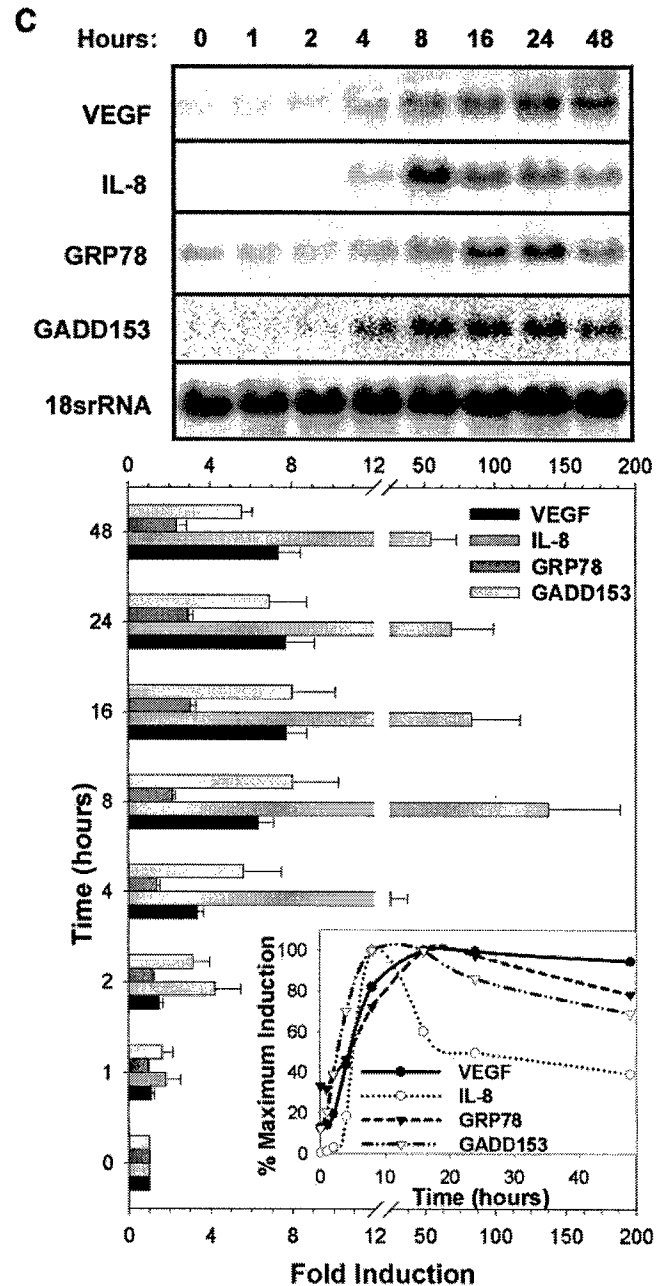 C
Hours: 0 1 2 4 8 16 24 48
VEGF
IL-8
GRP78
GADD153
18srRNA
0 4 8 12 50 100 150 200
VEGF
IL-8
GRP78
GADD153
48
24
16
8
4
2
1
0
Time (hours)
100
80
60
40
20
0
% Maximum Induction
VEGF
IL-8
GRP78
GADD153
0 10 20 30 40
Time (hours)
0 4 8 12 50 100 150 200
Fold Induction